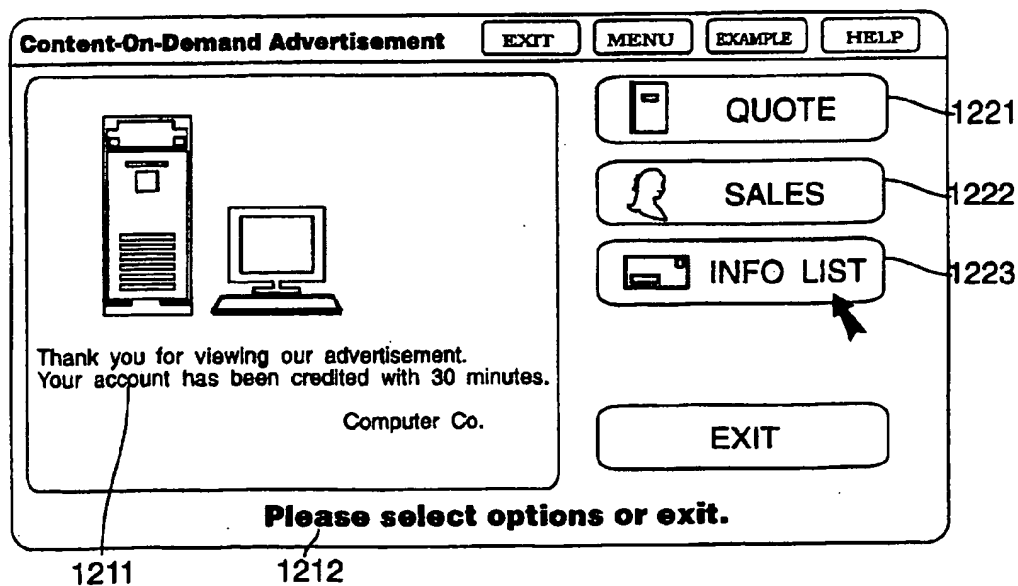 Content-On-Demand Advertisement EXIT MENU EXAMPLE HELP
QUOTE 1221
SALES 1222
INFO LIST 1223
Thank you for viewing our advertisement.
Your account has been credited with 30 minutes.
Computer Co.
EXIT
Please select options or exit.
1211 1212